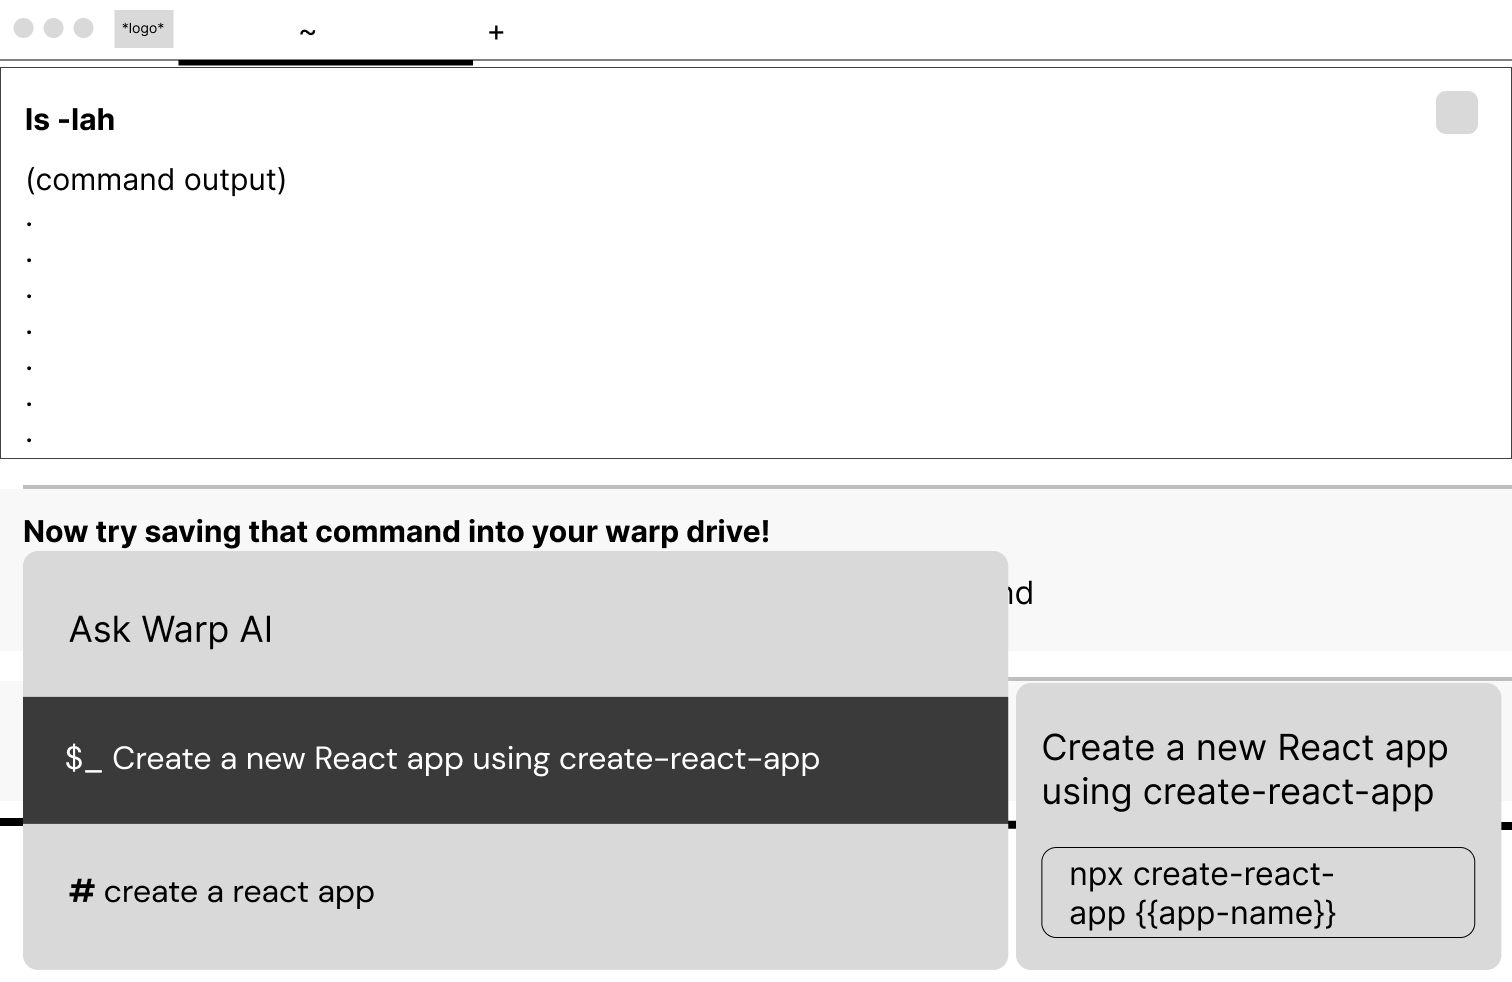 *logo*
~
+
ls -lah
(command output)
.
.
.
.
.
.
.
Now try saving that command into your warp drive!
Ask Warp AI
$_ Create a new React app using create-react-app
# create a react app
Create a new React app
using create-react-app
npx create-react-
app {{app-name}}